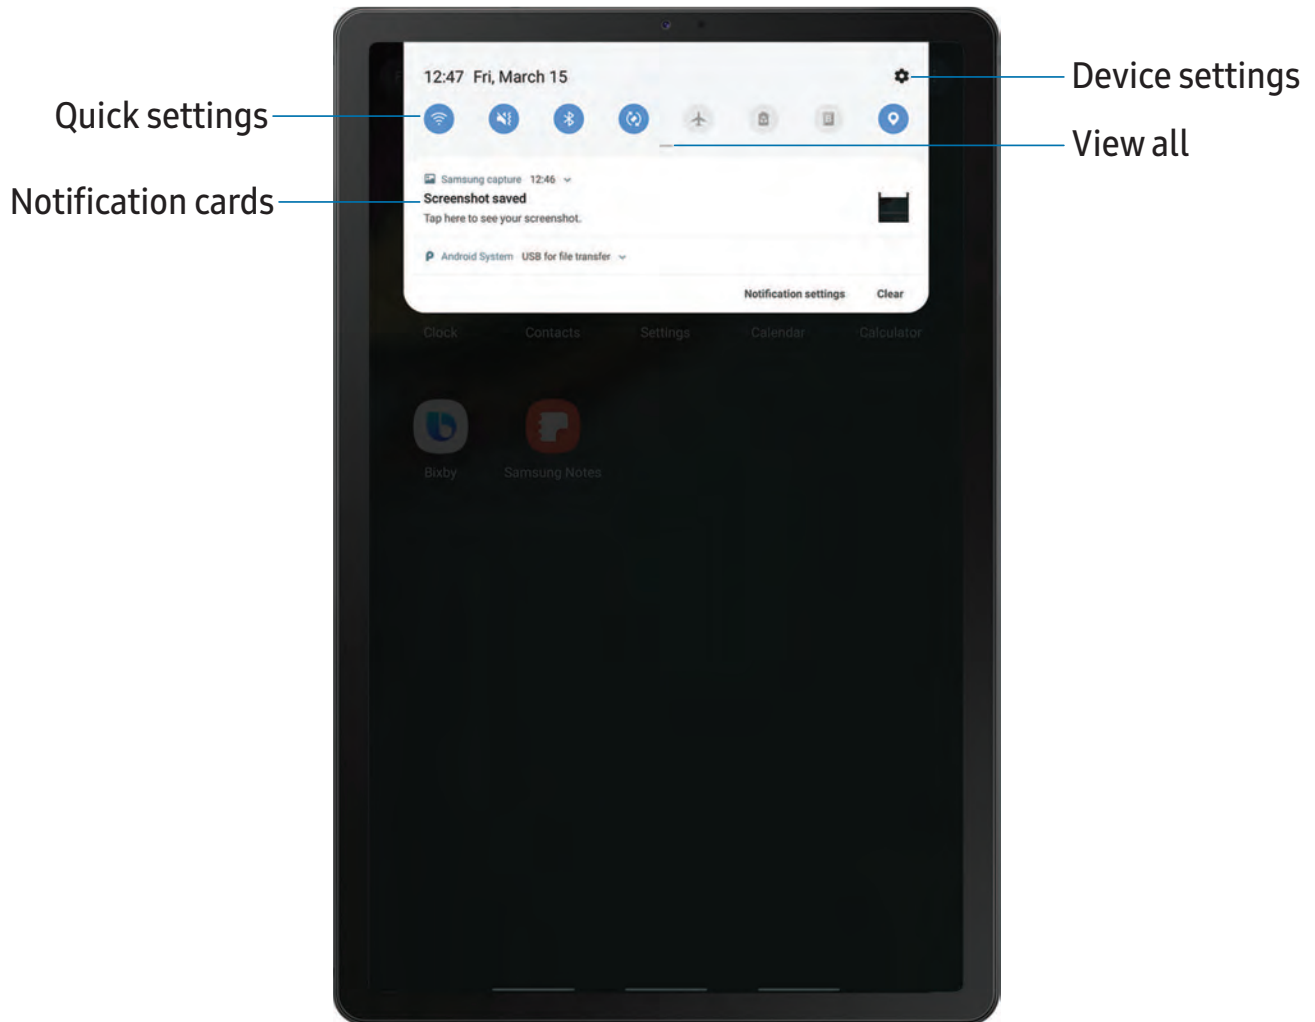 12:47 Fri, March 15
Device settings
Quick settings
View all
Samsung capture 12:46
Notification cards
Screenshot saved
Tap here to see your screenshot.
Android System USB for file transfer
Notification settings Clear
Clock Contacts Settings Calendar Calculator
Bixby Samsung Notes